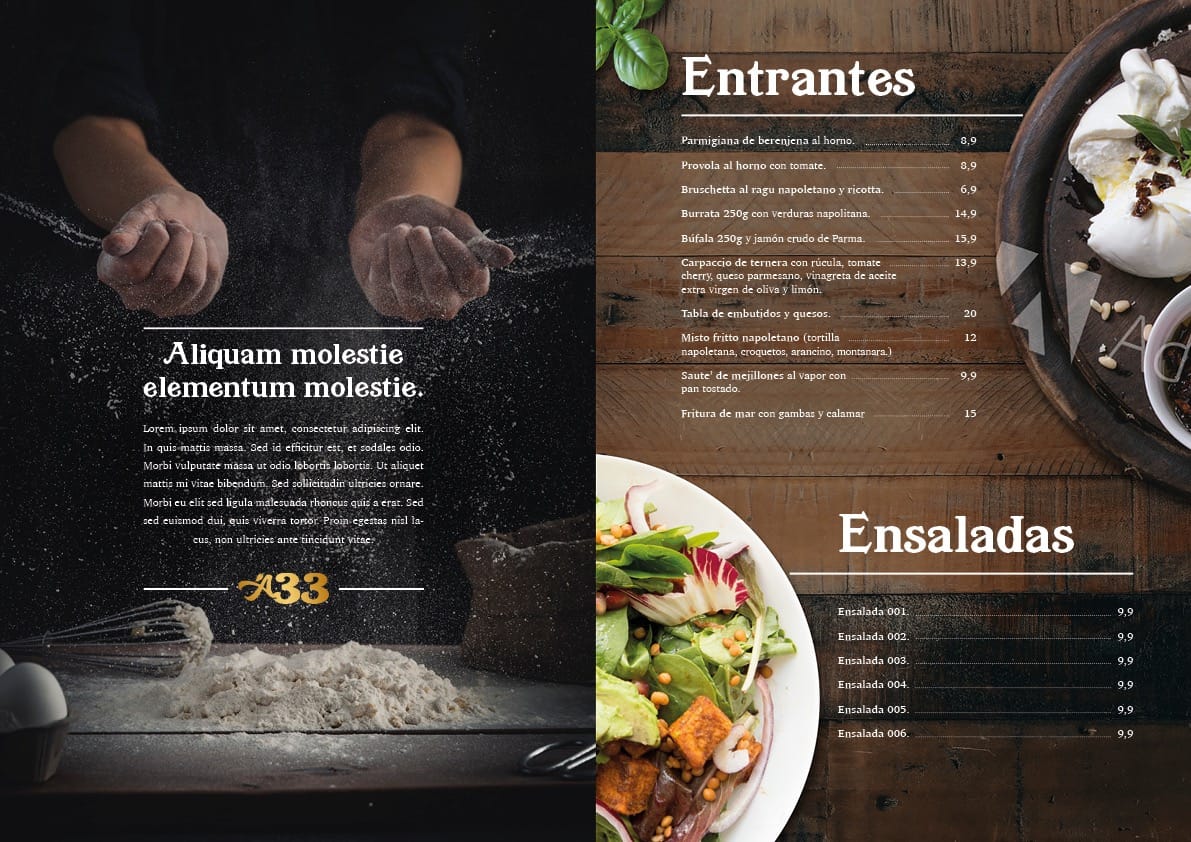 Aliquam molestie
elementum molestie.
Lorem ipsum dolor sit amet, consectetur adipiscing elit.
In quis mattis massa. Sed id efficitur est, et sodales odio.
Morbi vulputate massa ut odio lobortis lobortis. Ut aliquet
mattis mi vitae bibendum. Sed sollicitudin ultricies ornare.
Morbi eu elit sed ligula malesuada rhoncus quis a erat. Sed
sed euismod dui, quis viverra tortor. Proin egestas nisl la-
cus, non ultricies ante tincidunt vitae.
A33
Entrantes
Parmigiana de berenjena al horno. 8,9
Provola al horno con tomate. 8,9
Bruschetta al ragu napoletano y ricotta. 6,9
Burrata 250g con verduras napolitana. 14,9
Búfala 250g y jamón crudo de Parma. 15,9
Carpaccio de ternera con rúcula, tomate 13,9
cherry, queso parmesano, vinagreta de aceite
extra virgen de oliva y limón.
Tabla de embutidos y quesos. 20
Misto fritto napoletano (tortilla 12
napoletana, croquetos, arancino, montanara.)
Saute' de mejillones al vapor con 9,9
pan tostado.
Fritura de mar con gambas y calamar 15
Ad
Ensaladas
Ensalada 001. 9,9
Ensalada 002. 9,9
Ensalada 003. 9,9
Ensalada 004. 9,9
Ensalada 005. 9,9
Ensalada 006. 9,9